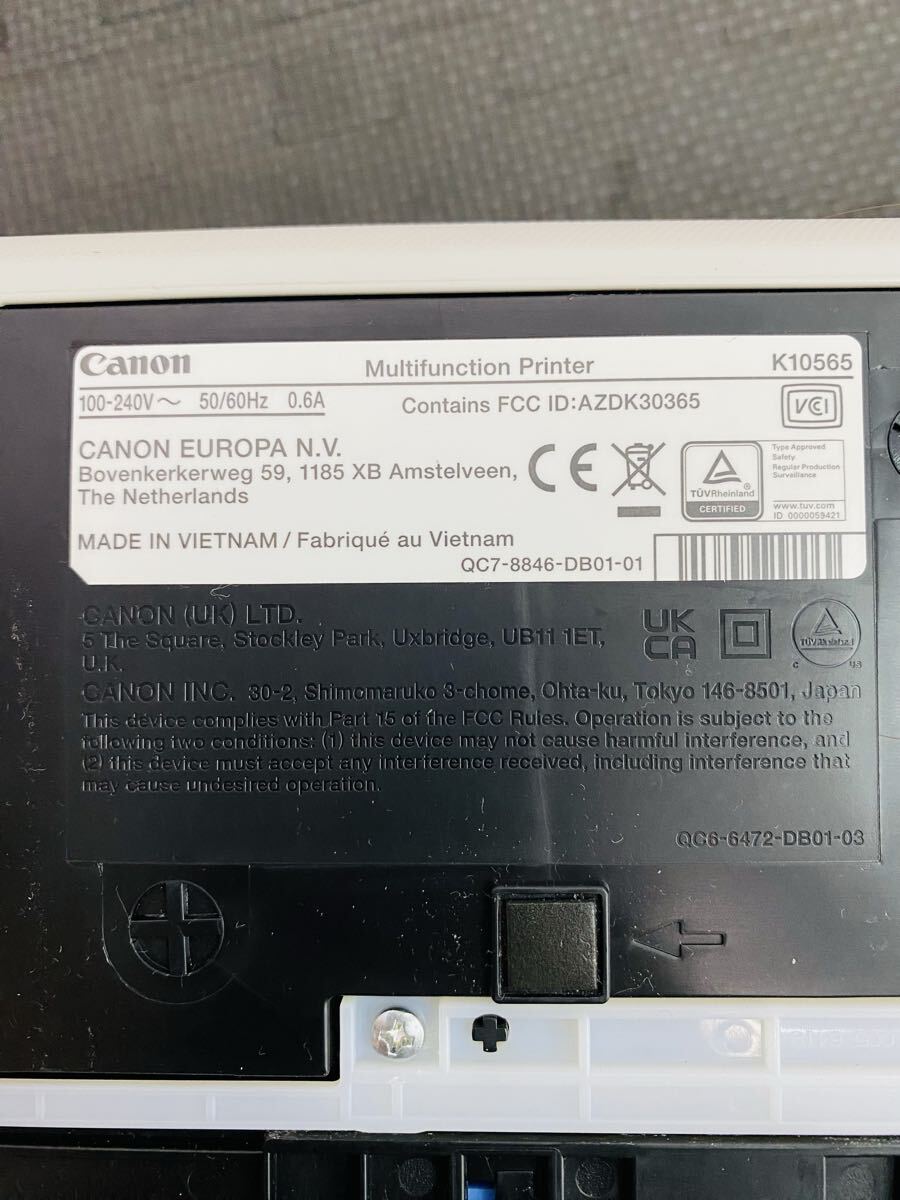 Canon Multifunction Printer K10565
100-240V～ 50/60Hz 0.6A Contains FCC ID:AZDK30365
VCI
CANON EUROPA N.V.
Bovenkerkerweg 59, 1185 XB Amstelveen,
The Netherlands
CE
TÜVRheinland
CERTIFIED
Type Approved
Safety
Regular Production
Surveillance
www.tuv.com
ID 0000059421
MADE IN VIETNAM / Fabriqué au Vietnam
QC7-8846-DB01-01
CANON (UK) LTD.
5 The Square, Stockley Park, Uxbridge, UB11 1ET,
U.K.
UK
CA
TÜVRheinland
C US
CANON INC. 30-2, Shimomaruko 3-chome, Ohta-ku, Tokyo 146-8501, Japan
This device complies with Part 15 of the FCC Rules. Operation is subject to the
following two conditions: (1) this device may not cause harmful interference, and
(2) this device must accept any interference received, including interference that
may cause undesired operation.
QC6-6472-DB01-03